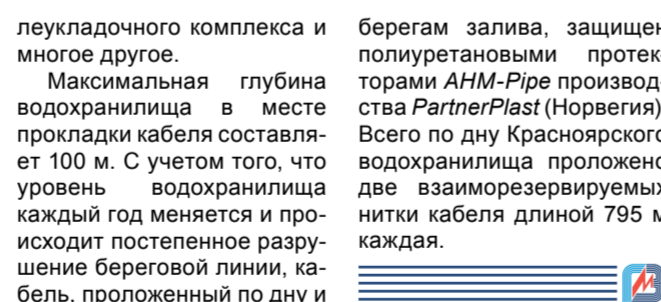 леукладочного комплекса и
многое другое.
Максимальная глубина
водохранилища в месте
прокладки кабеля составля-
ет 100 м. С учетом того, что
уровень водохранилища
каждый год меняется и про-
исходит постепенное разру-
шение береговой линии, ка-
бель, проложенный по дну и
берегам залива, защищен
полиуретановыми протек-
торами AHM-Pipe производ-
ства PartnerPlast (Норвегия)
Всего по дну Красноярского
водохранилища проложено
две взаиморезервируемых
нитки кабеля длиной 795 м
каждая.